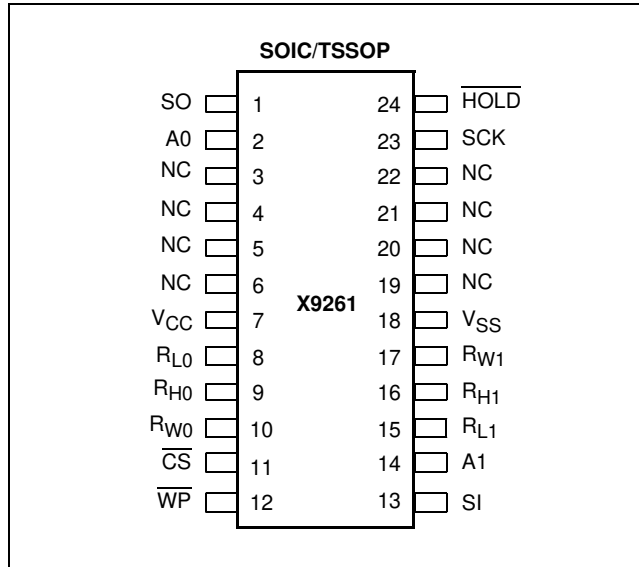 SOIC/TSSOP
SO 1 24 HOLD
A0 2 23 SCK
NC 3 22 NC
NC 4 21 NC
NC 5 20 NC
NC 6 19 NC
X9261
VCC 7 18 VSS
RL0 8 17 RW1
RH0 9 16 RH1
RW0 10 15 RL1
CS 11 14 A1
WP 12 13 SI